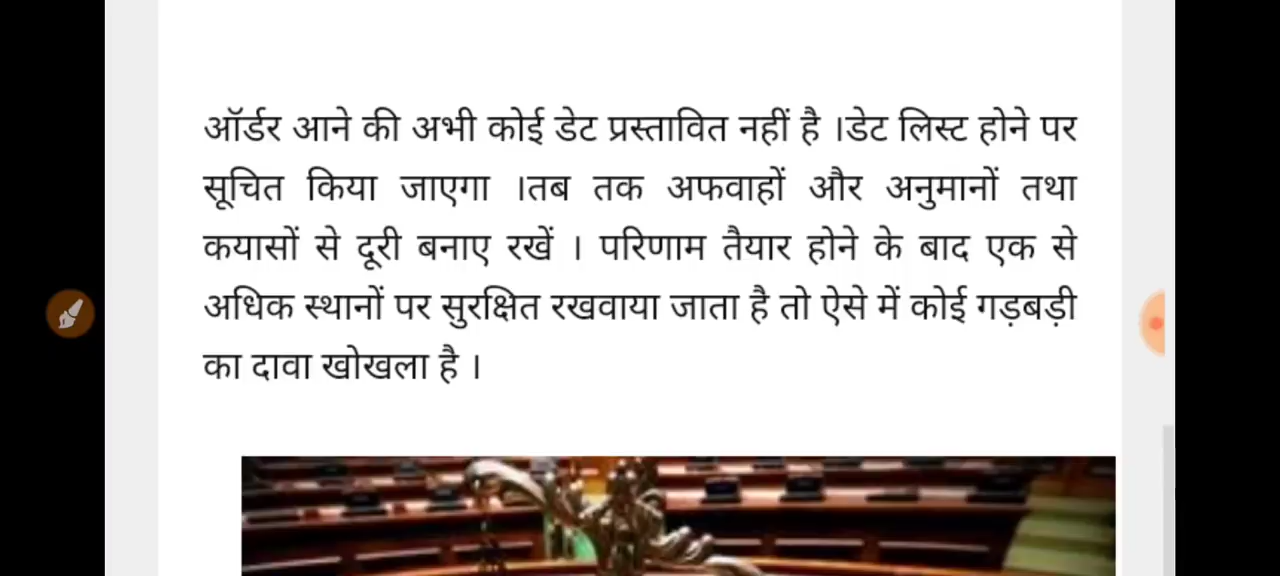 ऑर्डर आने की अभी कोई डेट प्रस्तावित नहीं है ।डेट लिस्ट होने पर
सूचित किया जाएगा ।तब तक अफवाहों और अनुमानों तथा
कयासों से दूरी बनाए रखें । परिणाम तैयार होने के बाद एक से
अधिक स्थानों पर सुरक्षित रखवाया जाता है तो ऐसे में कोई गड़बड़ी
का दावा खोखला है ।